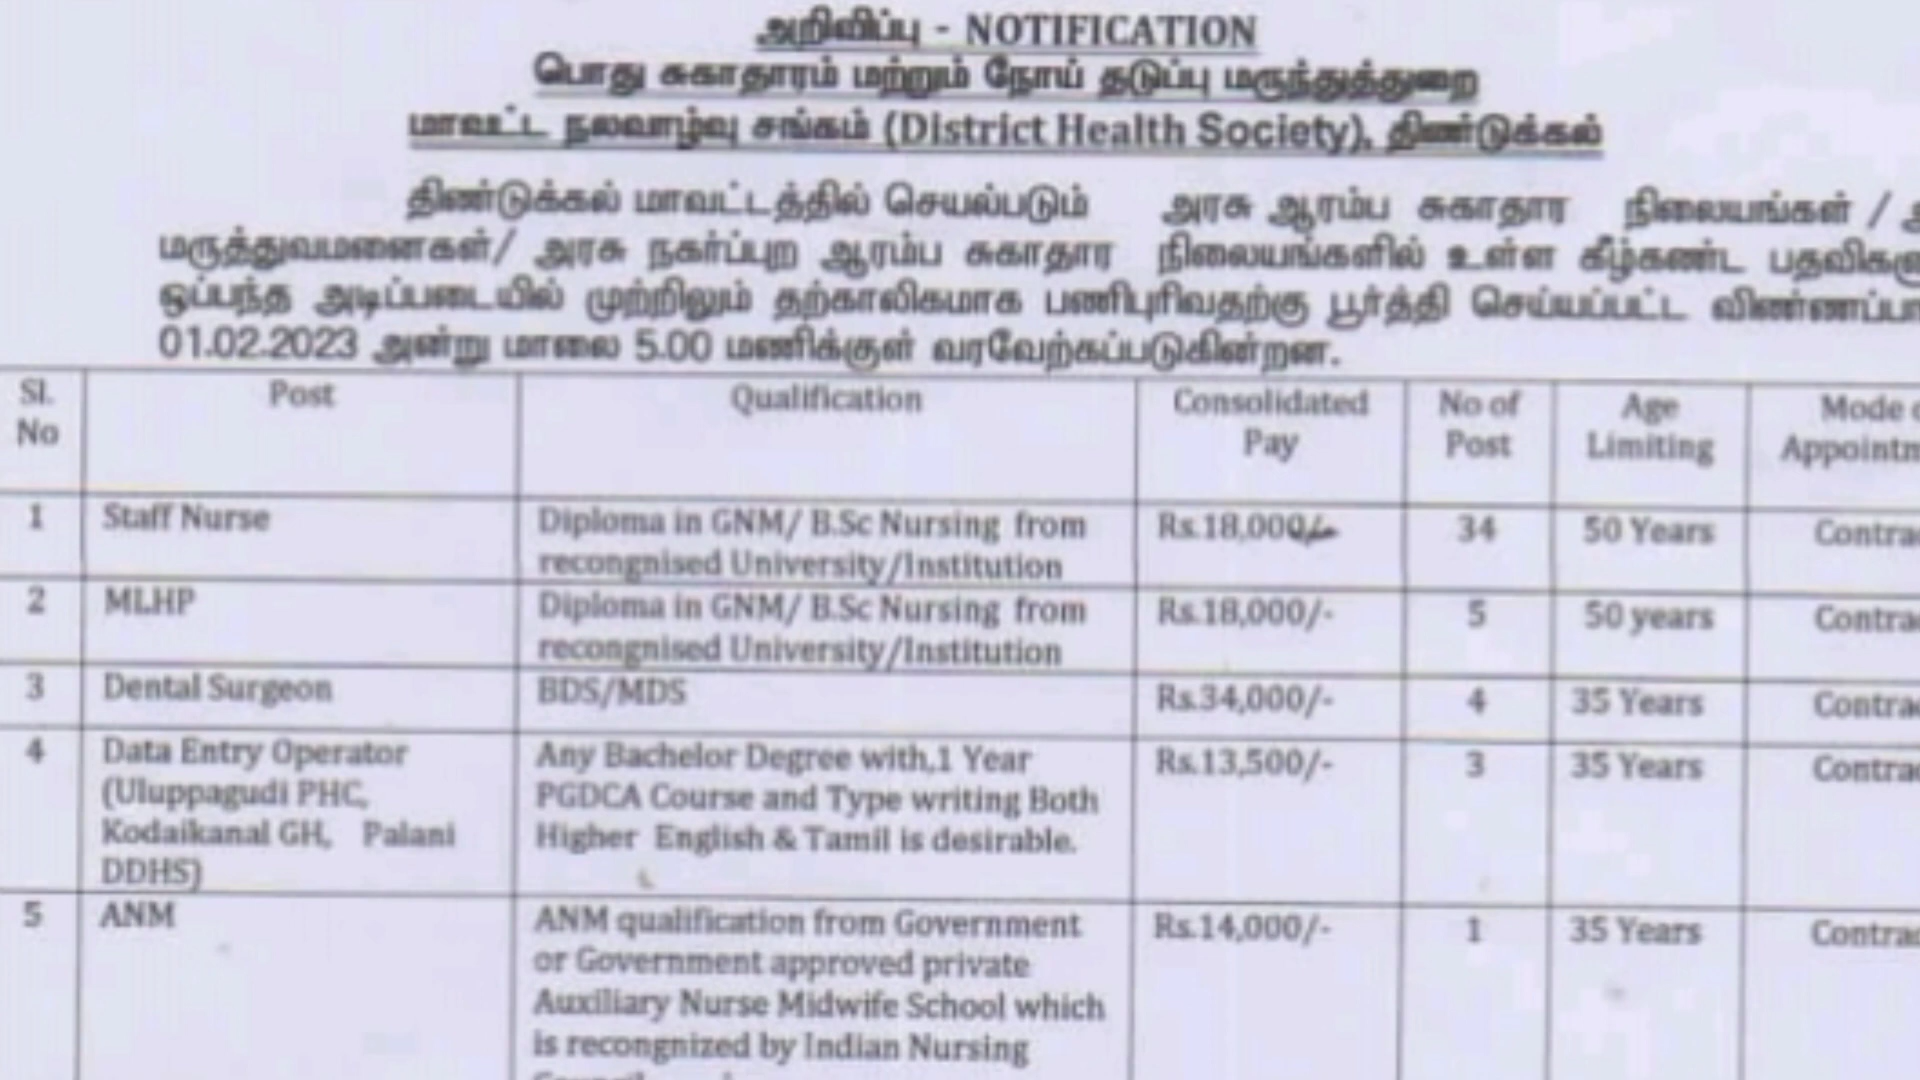 அறிவிப்பு - NOTIFICATION
பொது சுகாதாரம் மற்றும் நோய் தடுப்பு மருந்துத்துறை
மாவட்ட நலவாழ்வு சங்கம் (District Health Society), திண்டுக்கல்
திண்டுக்கல் மாவட்டத்தில் செயல்படும் அரசு ஆரம்ப சுகாதார நிலையங்கள் /
மருத்துவமனைகள்/ அரசு நகர்ப்புற ஆரம்ப சுகாதார நிலையங்களில் உள்ள கீழ்கண்ட
ஒப்பந்த அடிப்படையில் முற்றிலும் தற்காலிகமாக பணிபுரிவதற்கு பூர்த்தி செய்யப்பட்ட
01.02.2023 அன்று மாலை 5.00 மணிக்குள் வரவேற்கப்படுகின்றன.
Sl. No Post Qualification Consolidated Pay No of Post Age Limiting Mode
1 Staff Nurse Diploma in GNM/ B.Sc Nursing from Rs.18,000/- 34 50 Years
recongnised University/Institution
2 MLHP Diploma in GNM/ B.Sc Nursing from Rs.18,000/- 5 50 years
recongnised University/Institution
3 Dental Surgeon BDS/MDS Rs.34,000/- 4 35 Years
4 Data Entry Operator Any Bachelor Degree with,1 Year Rs.13,500/- 3 35 Years
(Uluppagudi PHC, PGDCA Course and Type writing Both
Kodaikanal GH, Palani Higher English & Tamil is desirable.
DDHS)
5 ANM ANM qualification from Government Rs.14,000/- 1 35 Years
or Government approved private
Auxiliary Nurse Midwife School which
is recongnized by Indian Nursing